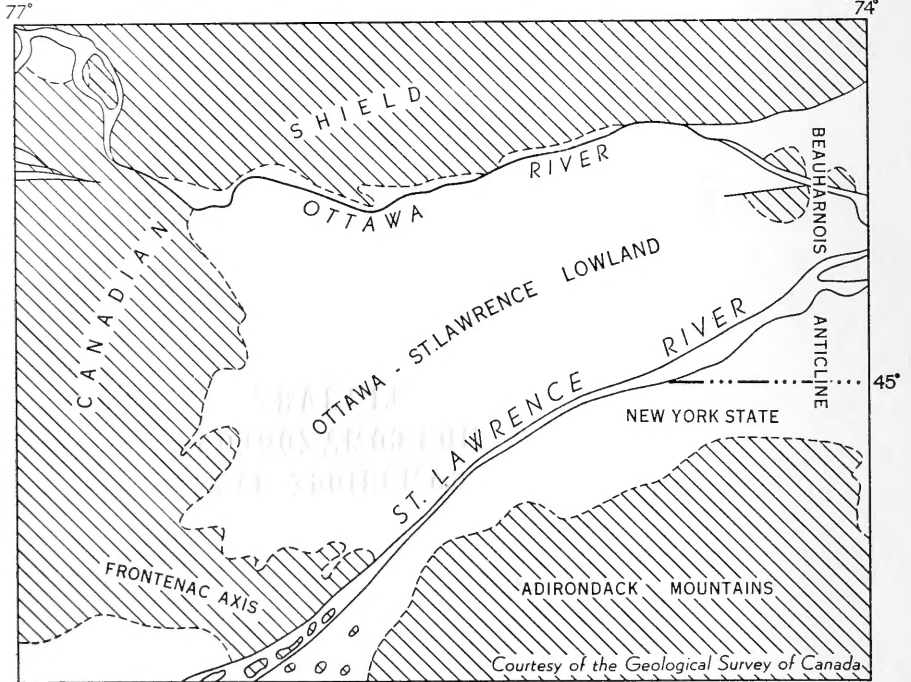 77°
74°
SHIELD
RIVER
OTTAWA
BEAUHARNOIS
CANADIAN
OTTAWA - ST. LAWRENCE LOWLAND
RIVER
ANTICLINE
45°
NEW YORK STATE
ST. LAWRENCE
FRONTENAC AXIS
ADIRONDACK MOUNTAINS
Courtesy of the Geological Survey of Canada